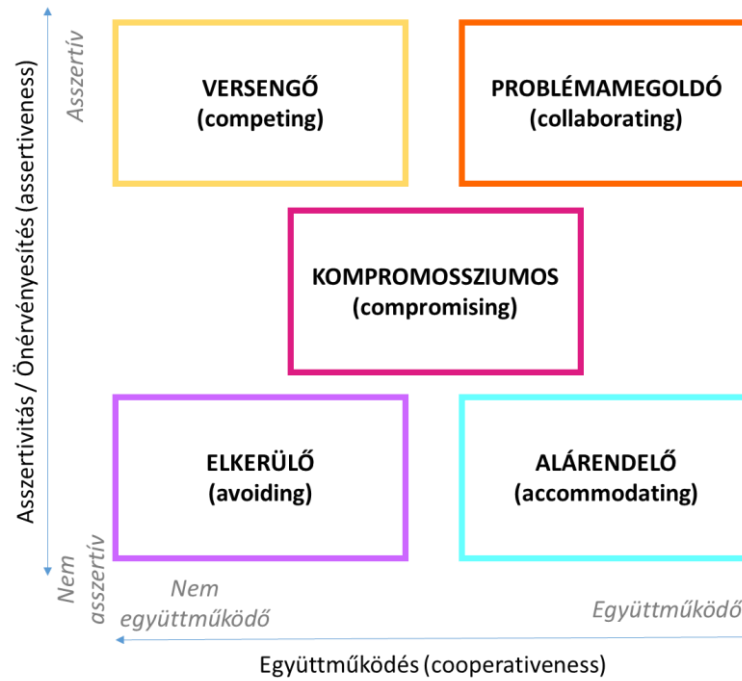 Asszertivitás / Önérvényesítés (assertiveness)
Asszertív
VERSENGŐ
(competing)
PROBLÉMAMEGOLDÓ
(collaborating)
KOMPROMOSSZIUMOS
(compromising)
ELKERÜLŐ
(avoiding)
ALÁRENDELŐ
(accommodating)
Nem
asszertív
Nem
együttműködő
Együttműködő
Együttműködés (cooperativeness)